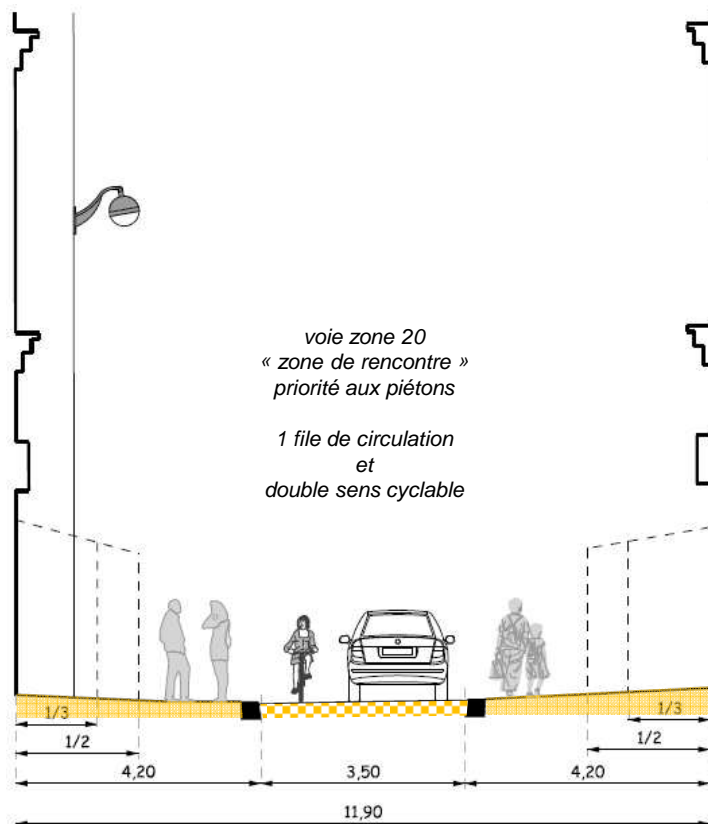 voie zone 20
« zone de rencontre »
priorité aux piétons
1 file de circulation
et
double sens cyclable
1/3
1/3
1/2
1/2
4,20
3,50
4,20
11,90